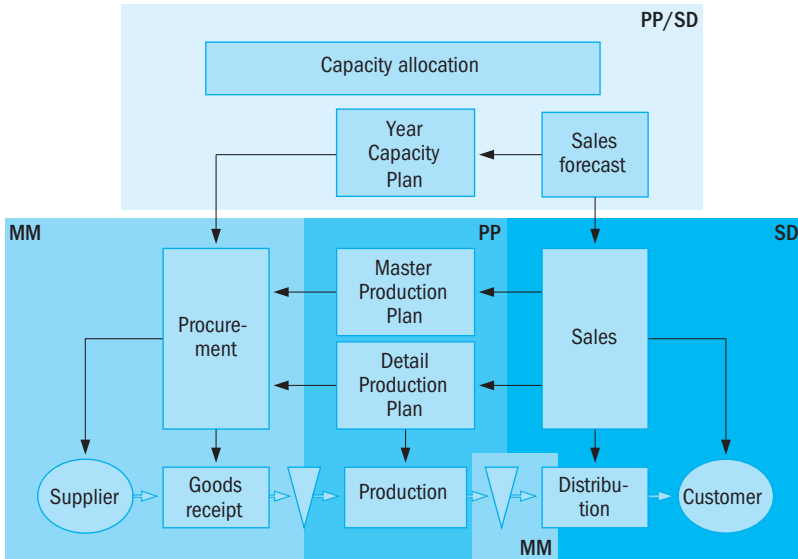 PP/SD
Capacity allocation
Year
Capacity
Plan
Sales
forecast
MM
PP
SD
Procure-
ment
Master
Production
Plan
Detail
Production
Plan
Sales
Supplier
Goods
receipt
Production
Distribu-
tion
Customer
MM